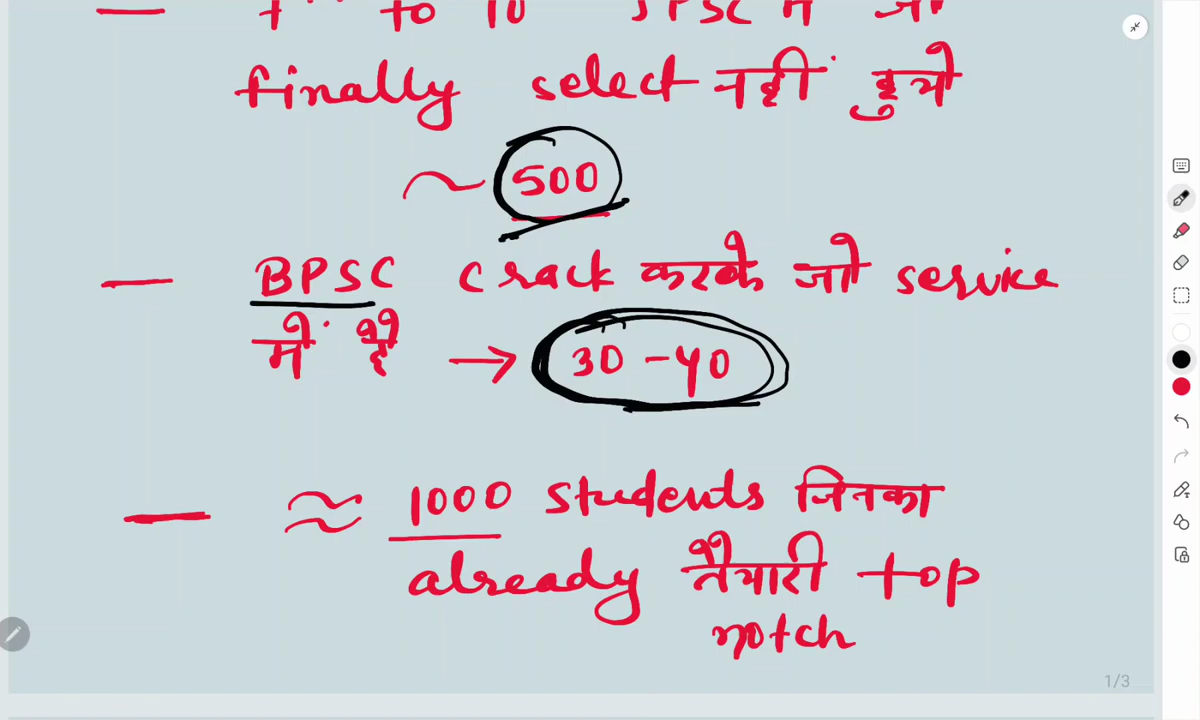 to 10 JPSC में जो
finally select नहीं हुये
~ 500
— BPSC crack करके जो service
में है → 30 - 40
— ≈ 1000 students जिनका
already तैयारी top
notch
1/3